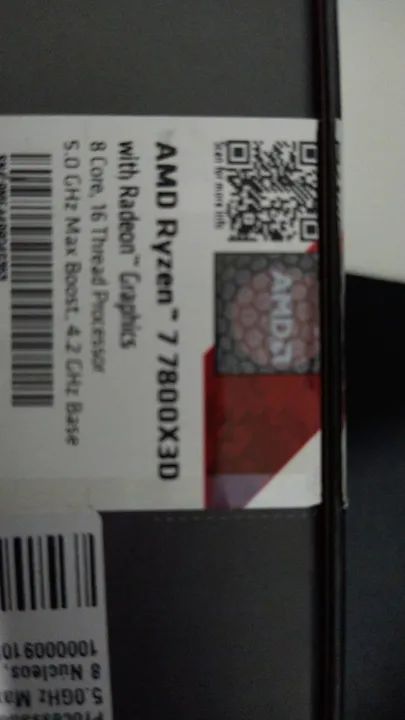 AMD Ryzen™ 7 7800X3D
with Radeon™ Graphics
8 Core, 16 Thread Processor
5.0 GHz Max Boost, 4.2 GHz Base
Scan for more info
AMD
8 Nucleos,
5.0GHz Max